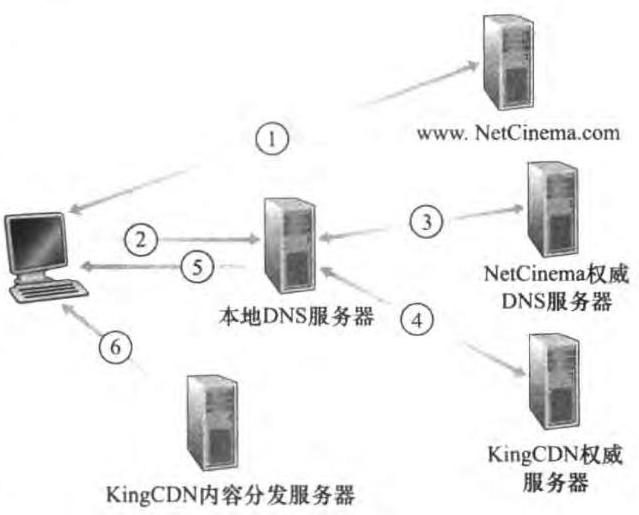 www. NetCinema.com
①
②
③
⑤
NetCinema权威
DNS服务器
本地DNS服务器
④
⑥
KingCDN权威
服务器
KingCDN内容分发服务器